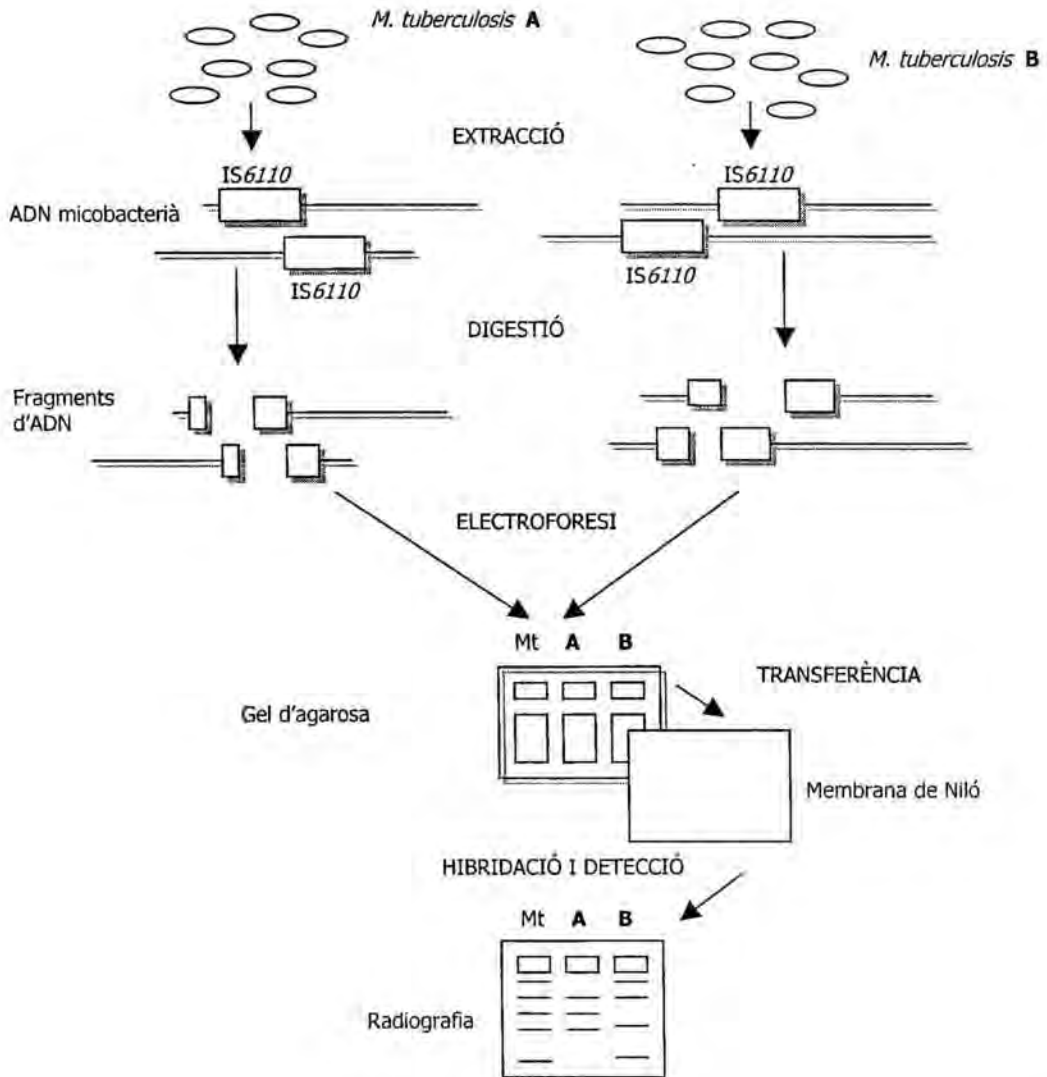 M. tuberculosis A
M. tuberculosis B
EXTRACCIÓ
IS6110
IS6110
ADN micobacterià
IS6110
IS6110
DIGESTIÓ
Fragments
d'ADN
ELECTROFORESI
Mt A B
TRANSFERÈNCIA
Gel d'agarosa
Membrana de Niló
HIBRIDACIÓ I DETECCIÓ
Mt A B
Radiografia